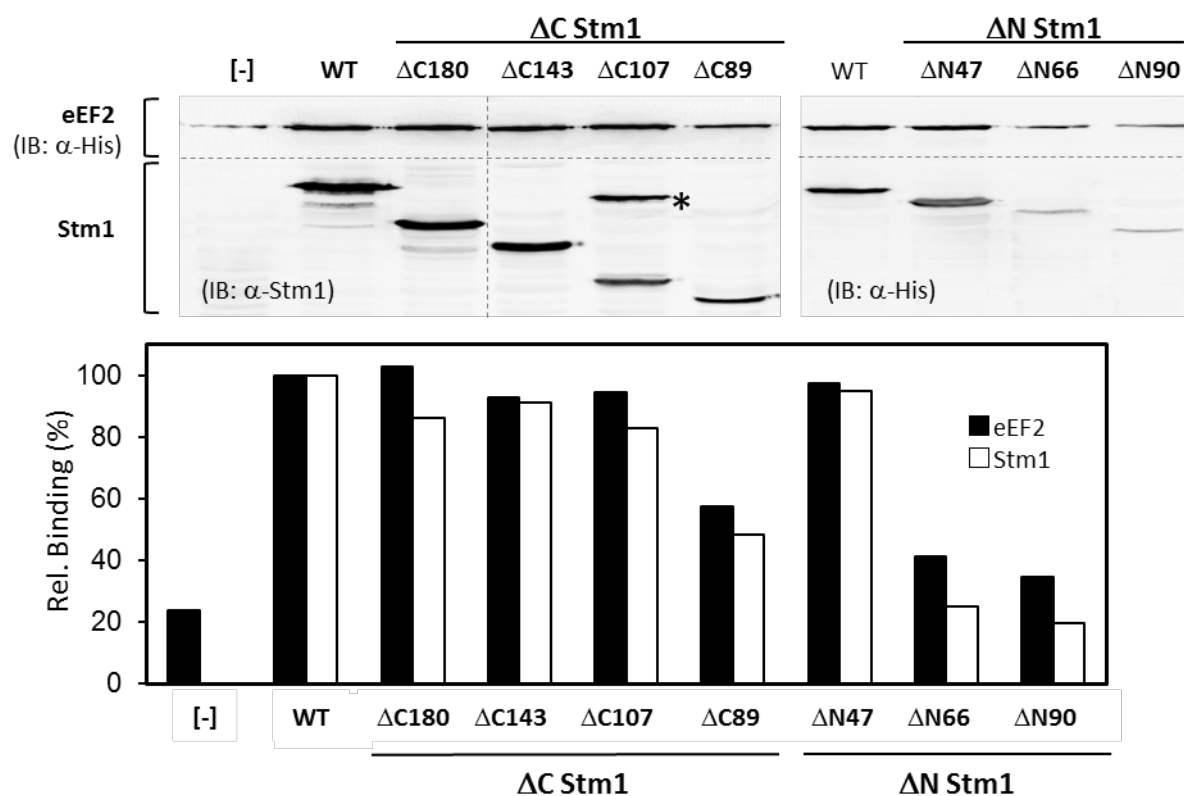 ΔC Stm1 ΔN Stm1
[-] WT ΔC180 ΔC143 ΔC107 ΔC89 WT ΔN47 ΔN66 ΔN90
eEF2
(IB: α-His)
*
Stm1
(IB: α-Stm1) (IB: α-His)
Rel. Binding (%)
100
80
60
40
20
0
eEF2
Stm1
[-] WT ΔC180 ΔC143 ΔC107 ΔC89 ΔN47 ΔN66 ΔN90
ΔC Stm1 ΔN Stm1